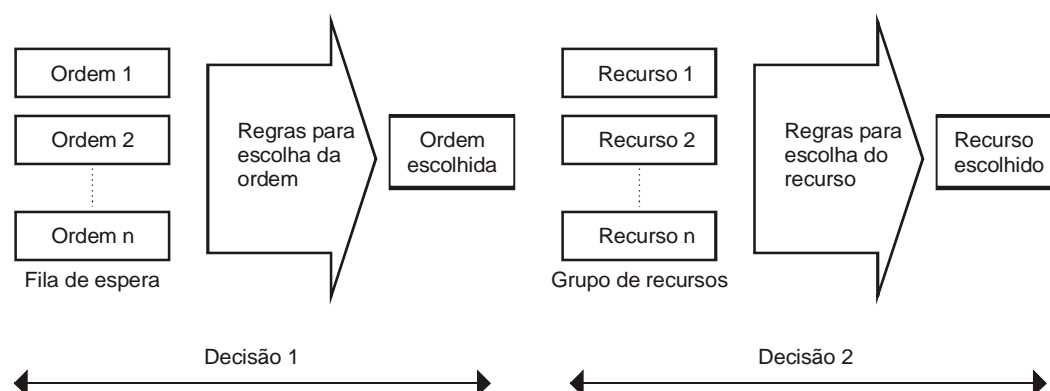 Ordem 1
Ordem 2
Ordem n
Fila de espera
Regras para
escolha da
ordem
Ordem
escolhida
Decisão 1
Recurso 1
Recurso 2
Recurso n
Grupo de recursos
Regras para
escolha do
recurso
Recurso
escolhido
Decisão 2